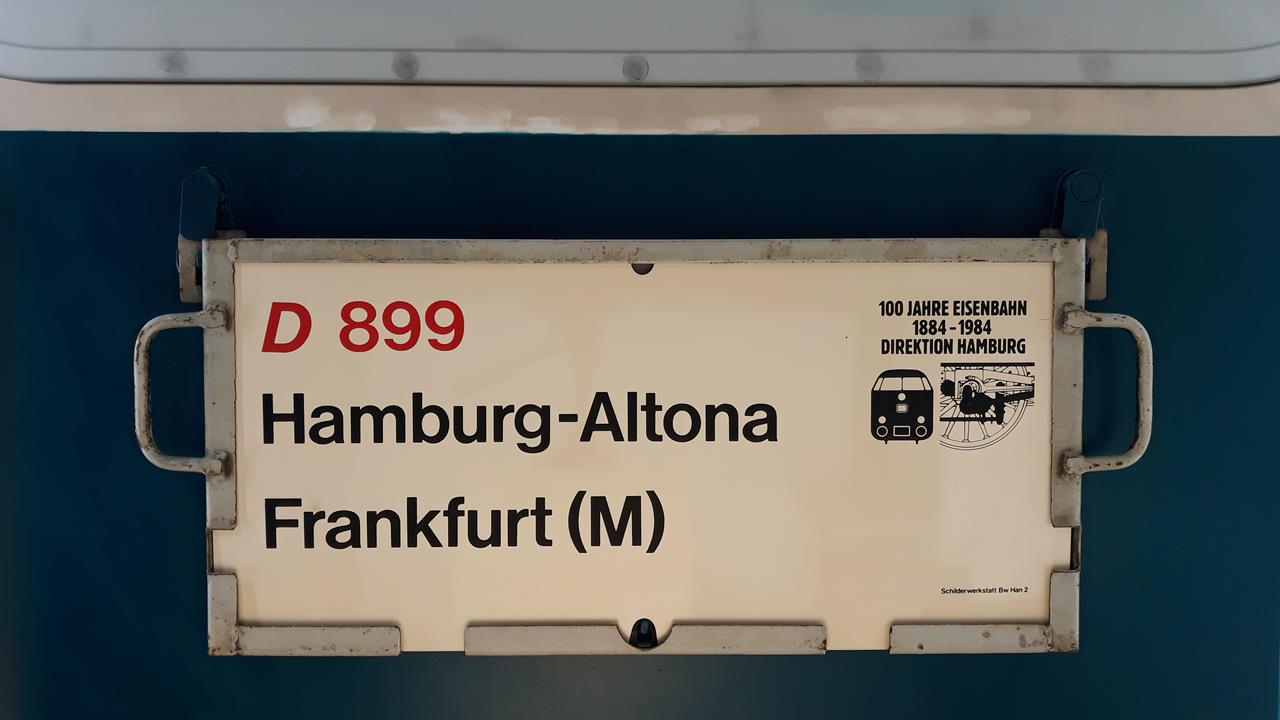 D 899
Hamburg-Altona
Frankfurt (M)
100 JAHRE EISENBAHN
1884-1984
DIREKTION HAMBURG
Schilderwerkstatt Bw Han 2